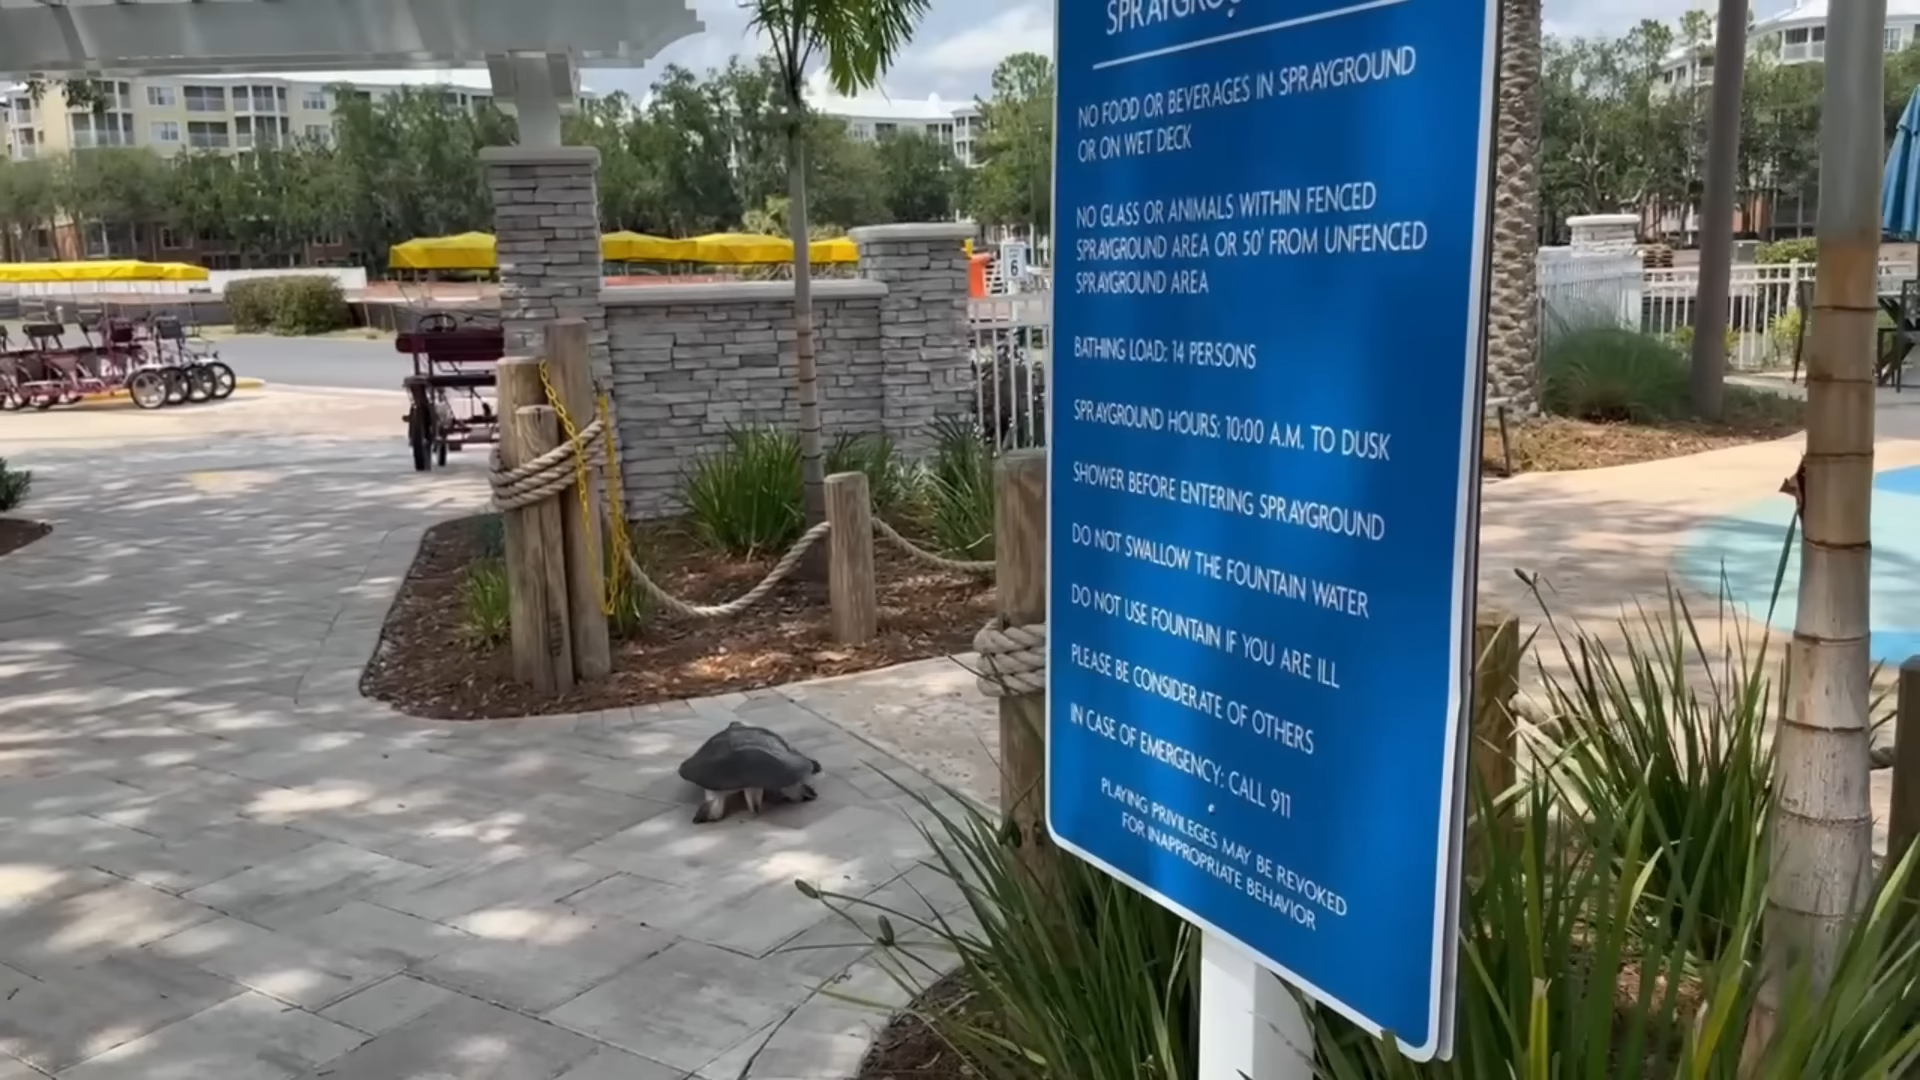 NO FOOD OR BEVERAGES IN SPRAYGROUND
OR ON WET DECK
NO GLASS OR ANIMALS WITHIN FENCED
SPRAYGROUND AREA OR 50' FROM UNFENCED
SPRAYGROUND AREA
BATHING LOAD: 14 PERSONS
SPRAYGROUND HOURS: 10:00 A.M. TO DUSK
SHOWER BEFORE ENTERING SPRAYGROUND
DO NOT SWALLOW THE FOUNTAIN WATER
DO NOT USE FOUNTAIN IF YOU ARE ILL
PLEASE BE CONSIDERATE OF OTHERS
IN CASE OF EMERGENCY: CALL 911
PLAYING PRIVILEGES MAY BE REVOKED
FOR INAPPROPRIATE BEHAVIOR
6